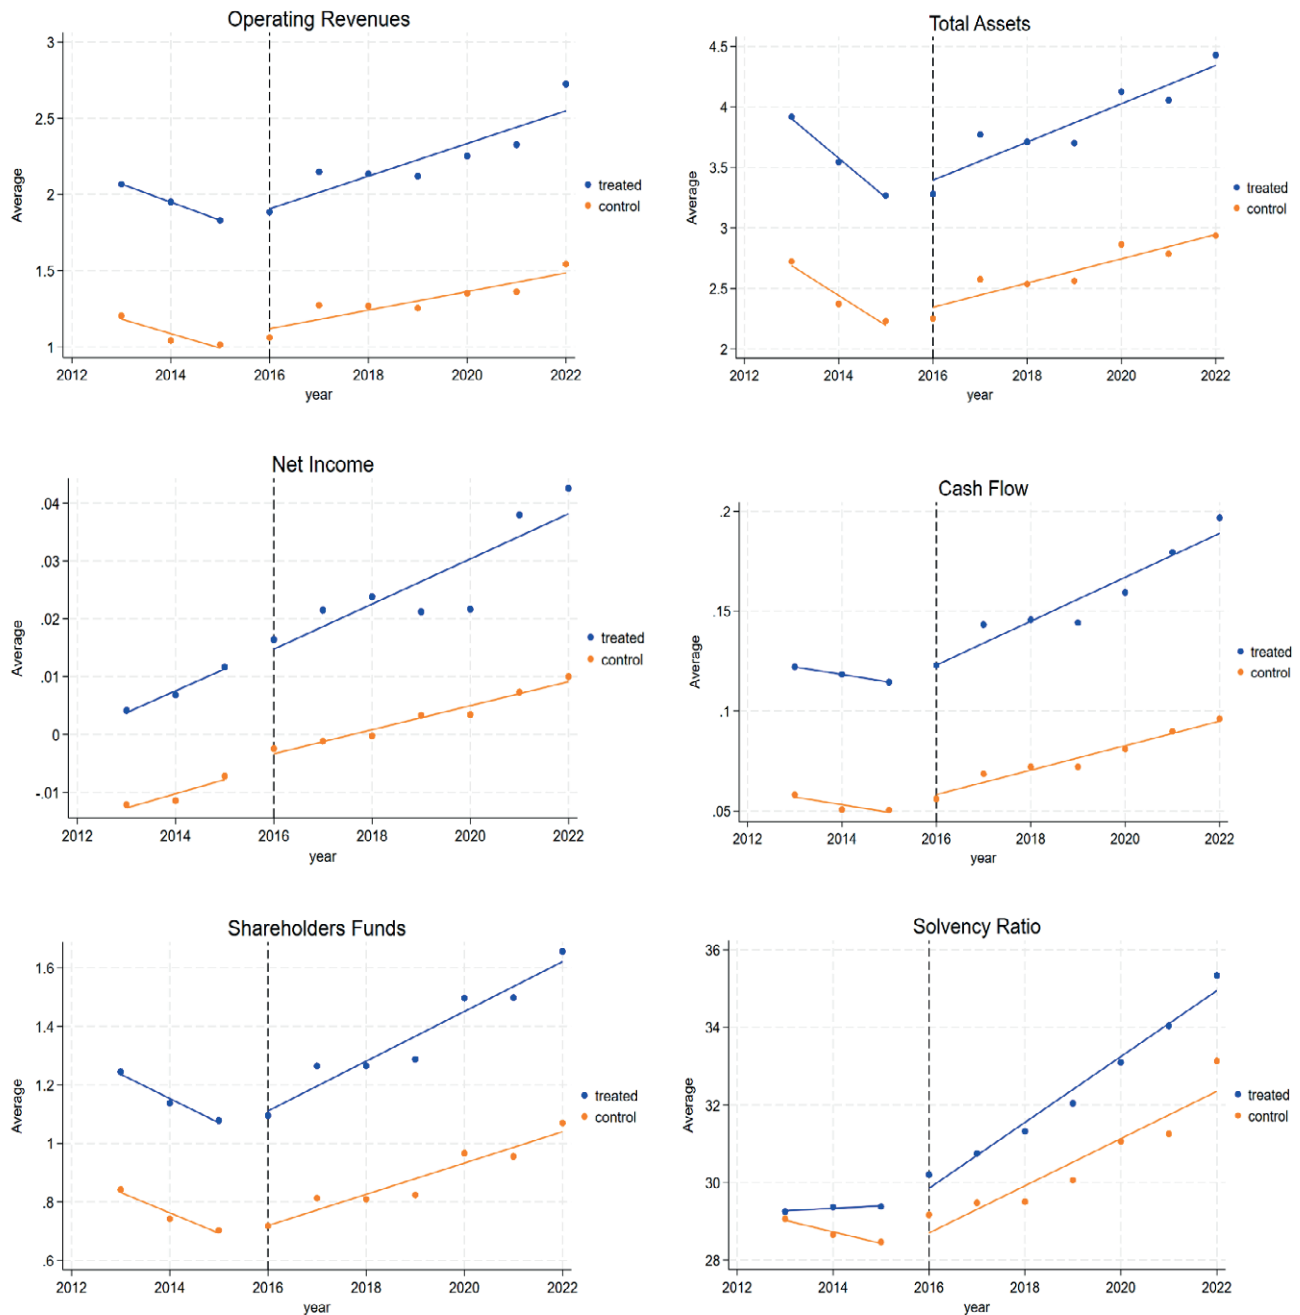 Operating Revenues
3
2.5
2
1.5
1
Average
2012 2014 2016 2018 2020 2022
year
treated
control
Total Assets
4.5
4
3.5
3
2.5
2
Average
2012 2014 2016 2018 2020 2022
year
treated
control
Net Income
.04
.03
.02
.01
0
-.01
Average
2012 2014 2016 2018 2020 2022
year
treated
control
Cash Flow
.2
.15
.1
.05
Average
2012 2014 2016 2018 2020 2022
year
treated
control
Shareholders Funds
1.6
1.4
1.2
1
.8
.6
Average
2012 2014 2016 2018 2020 2022
year
treated
control
Solvency Ratio
36
34
32
30
28
Average
2012 2014 2016 2018 2020 2022
year
treated
control